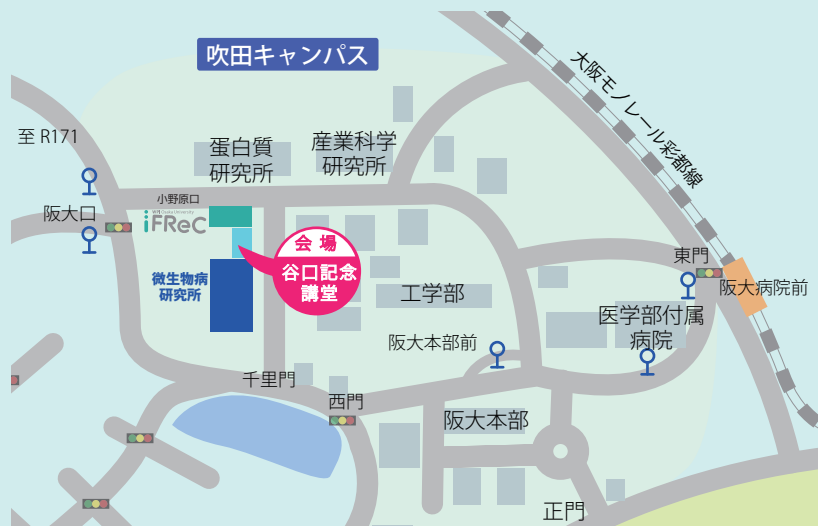 吹田キャンパス
大阪モノレール彩都線
至 R171
蛋白質
研究所
産業科学
研究所
小野原口
阪大口
WPI Osaka University
iFReC
会場
谷口記念
講堂
微生物病
研究所
工学部
東門
阪大病院前
医学部付属
病院
阪大本部前
千里門
西門
阪大本部
正門